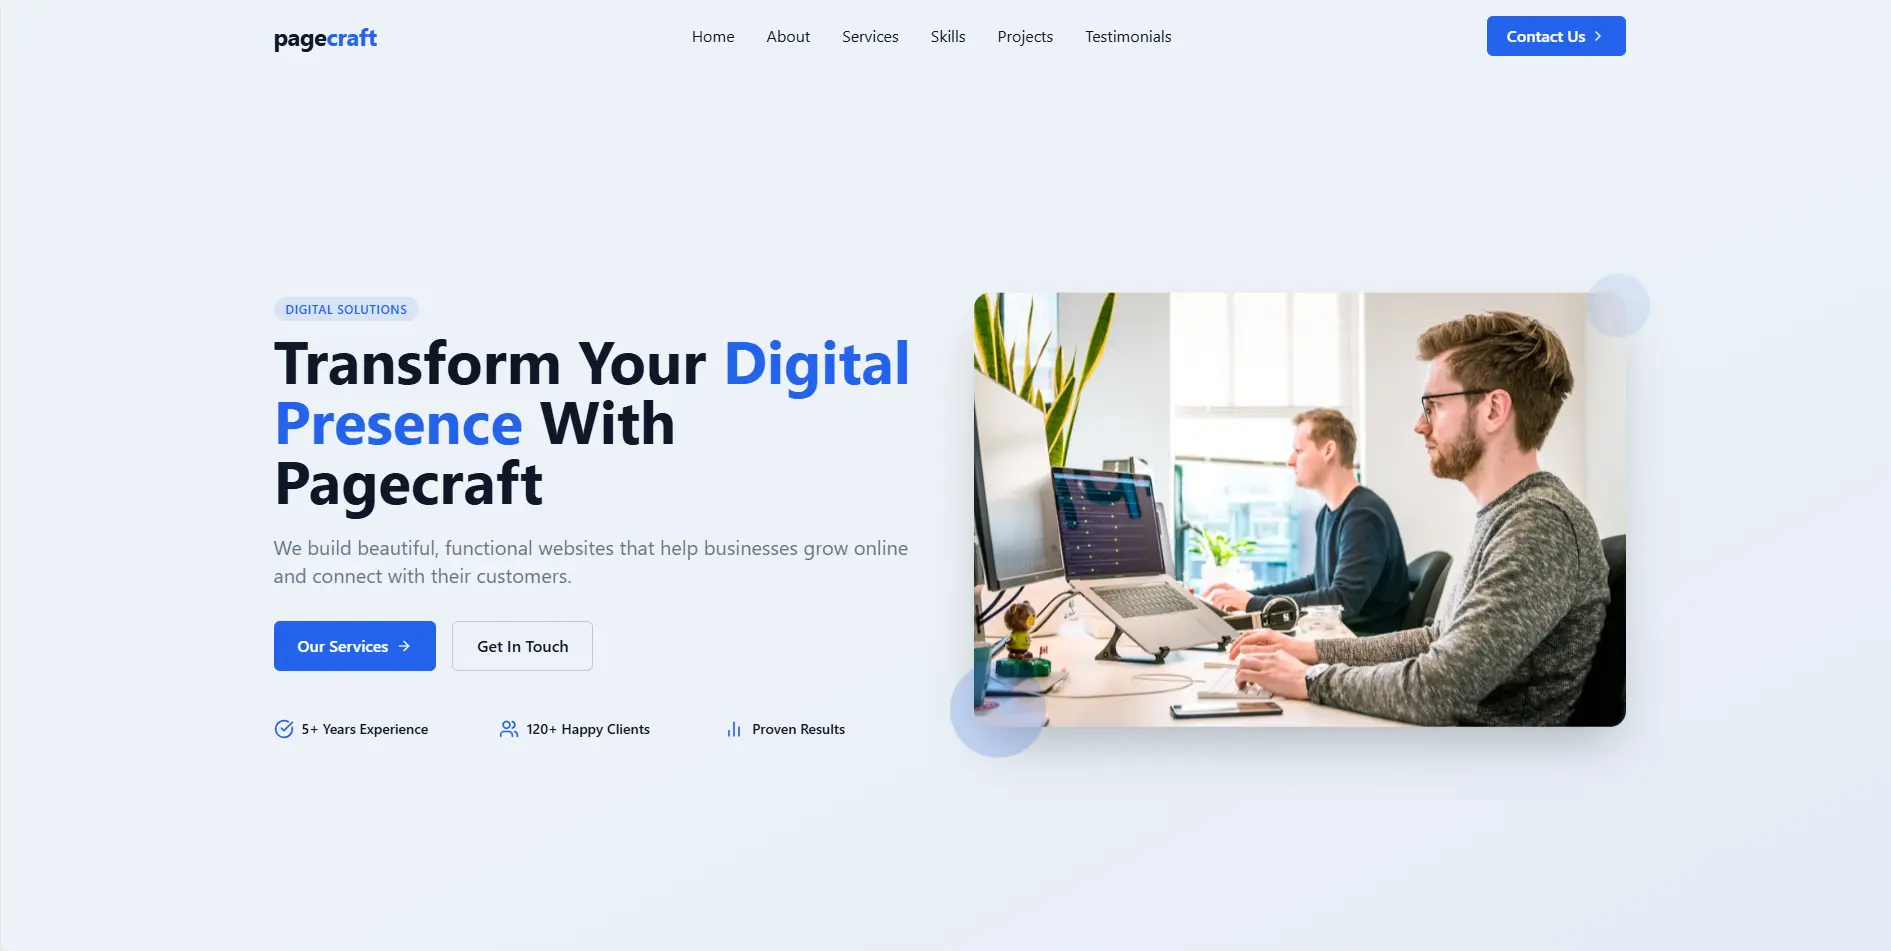 pagecraft
Home
About
Services
Skills
Projects
Testimonials
Contact Us
DIGITAL SOLUTIONS
Transform Your Digital
Presence With
Pagecraft
We build beautiful, functional websites that help businesses grow online
and connect with their customers.
Our Services
Get In Touch
5+ Years Experience
120+ Happy Clients
Proven Results